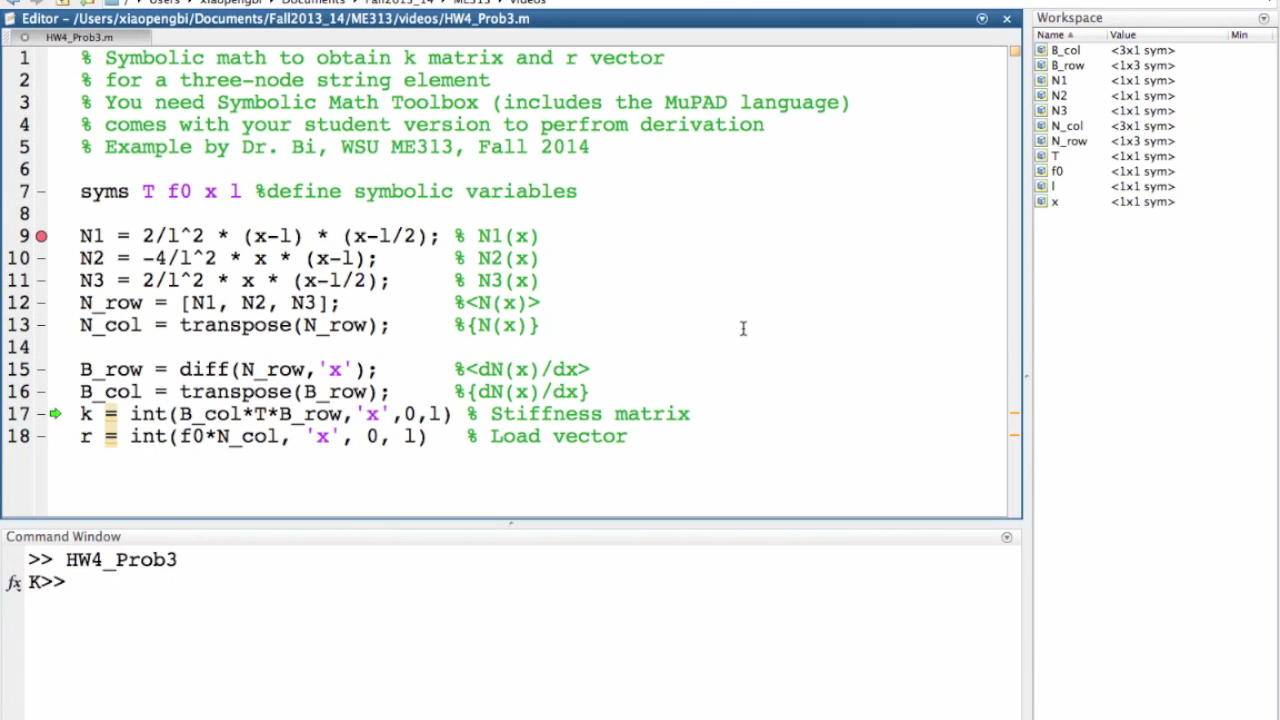 Editor - /Users/xiaopengbi/Documents/Fall2013_14/ME313/videos/HW4_Prob3.m
HW4_Prob3.m
1 % Symbolic math to obtain k matrix and r vector
2 % for a three-node string element
3 % You need Symbolic Math Toolbox (includes the MuPAD language)
4 % comes with your student version to perfrom derivation
5 % Example by Dr. Bi, WSU ME313, Fall 2014
6
7 - syms T f0 x l %define symbolic variables
8
9 N1 = 2/l^2 * (x-l) * (x-l/2); % N1(x)
10 - N2 = -4/l^2 * x * (x-l); % N2(x)
11 - N3 = 2/l^2 * x * (x-l/2); % N3(x)
12 - N_row = [N1, N2, N3]; %<N(x)>
13 - N_col = transpose(N_row); %{N(x)}
14
15 - B_row = diff(N_row,'x'); %<dN(x)/dx>
16 - B_col = transpose(B_row); %{dN(x)/dx}
17 - k = int(B_col*T*B_row,'x',0,l) % Stiffness matrix
18 - r = int(f0*N_col, 'x', 0, l) % Load vector
Command Window
>> HW4_Prob3
fx K>>
Workspace
Name Value Min
B_col <3x1 sym>
B_row <1x3 sym>
N1 <1x1 sym>
N2 <1x1 sym>
N3 <1x1 sym>
N_col <3x1 sym>
N_row <1x3 sym>
T <1x1 sym>
f0 <1x1 sym>
l <1x1 sym>
x <1x1 sym>